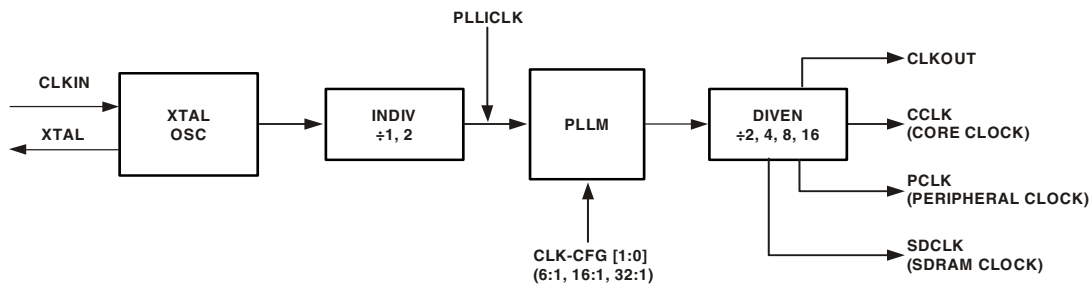 PLLICLK
CLKIN
XTAL
XTAL
OSC
INDIV
÷1, 2
PLLM
DIVEN
÷2, 4, 8, 16
CLKOUT
CCLK
(CORE CLOCK)
PCLK
(PERIPHERAL CLOCK)
SDCLK
(SDRAM CLOCK)
CLK-CFG [1:0]
(6:1, 16:1, 32:1)